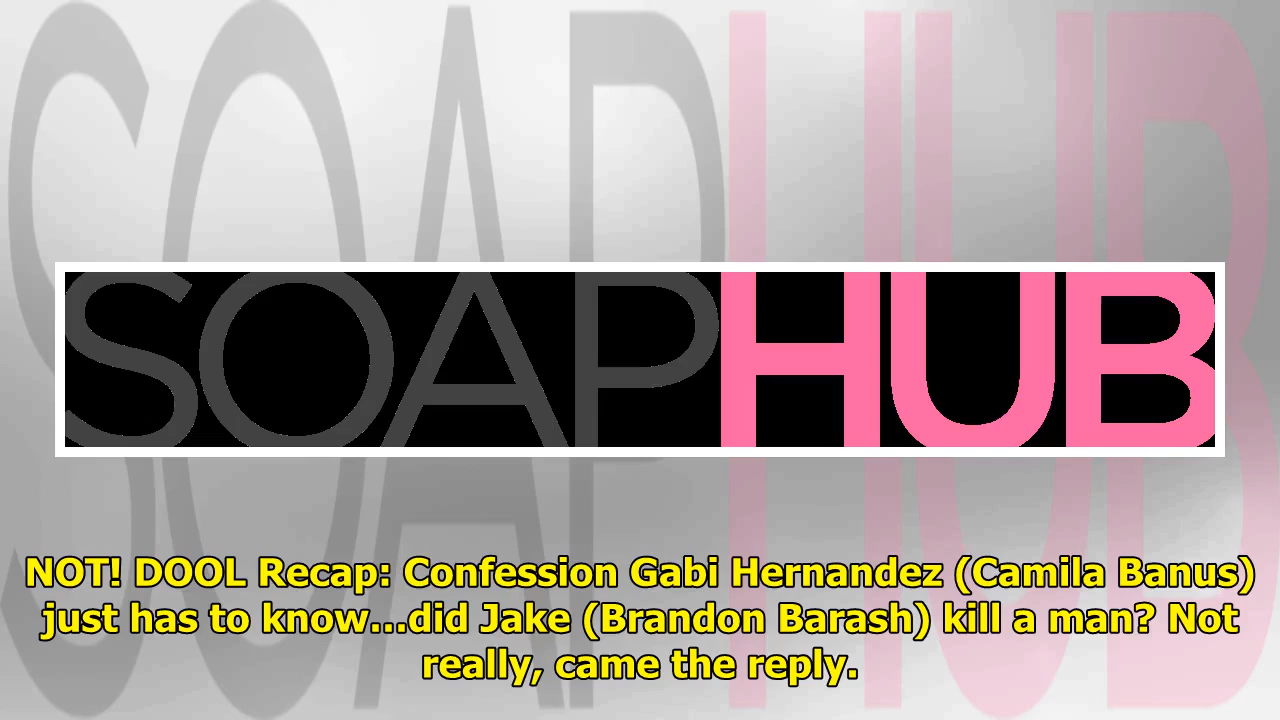 SOAPHUB
SOAPHUB
NOT! DOOL Recap: Confession Gabi Hernandez (Camila Banus)
just has to know...did Jake (Brandon Barash) kill a man? Not
really, came the reply.